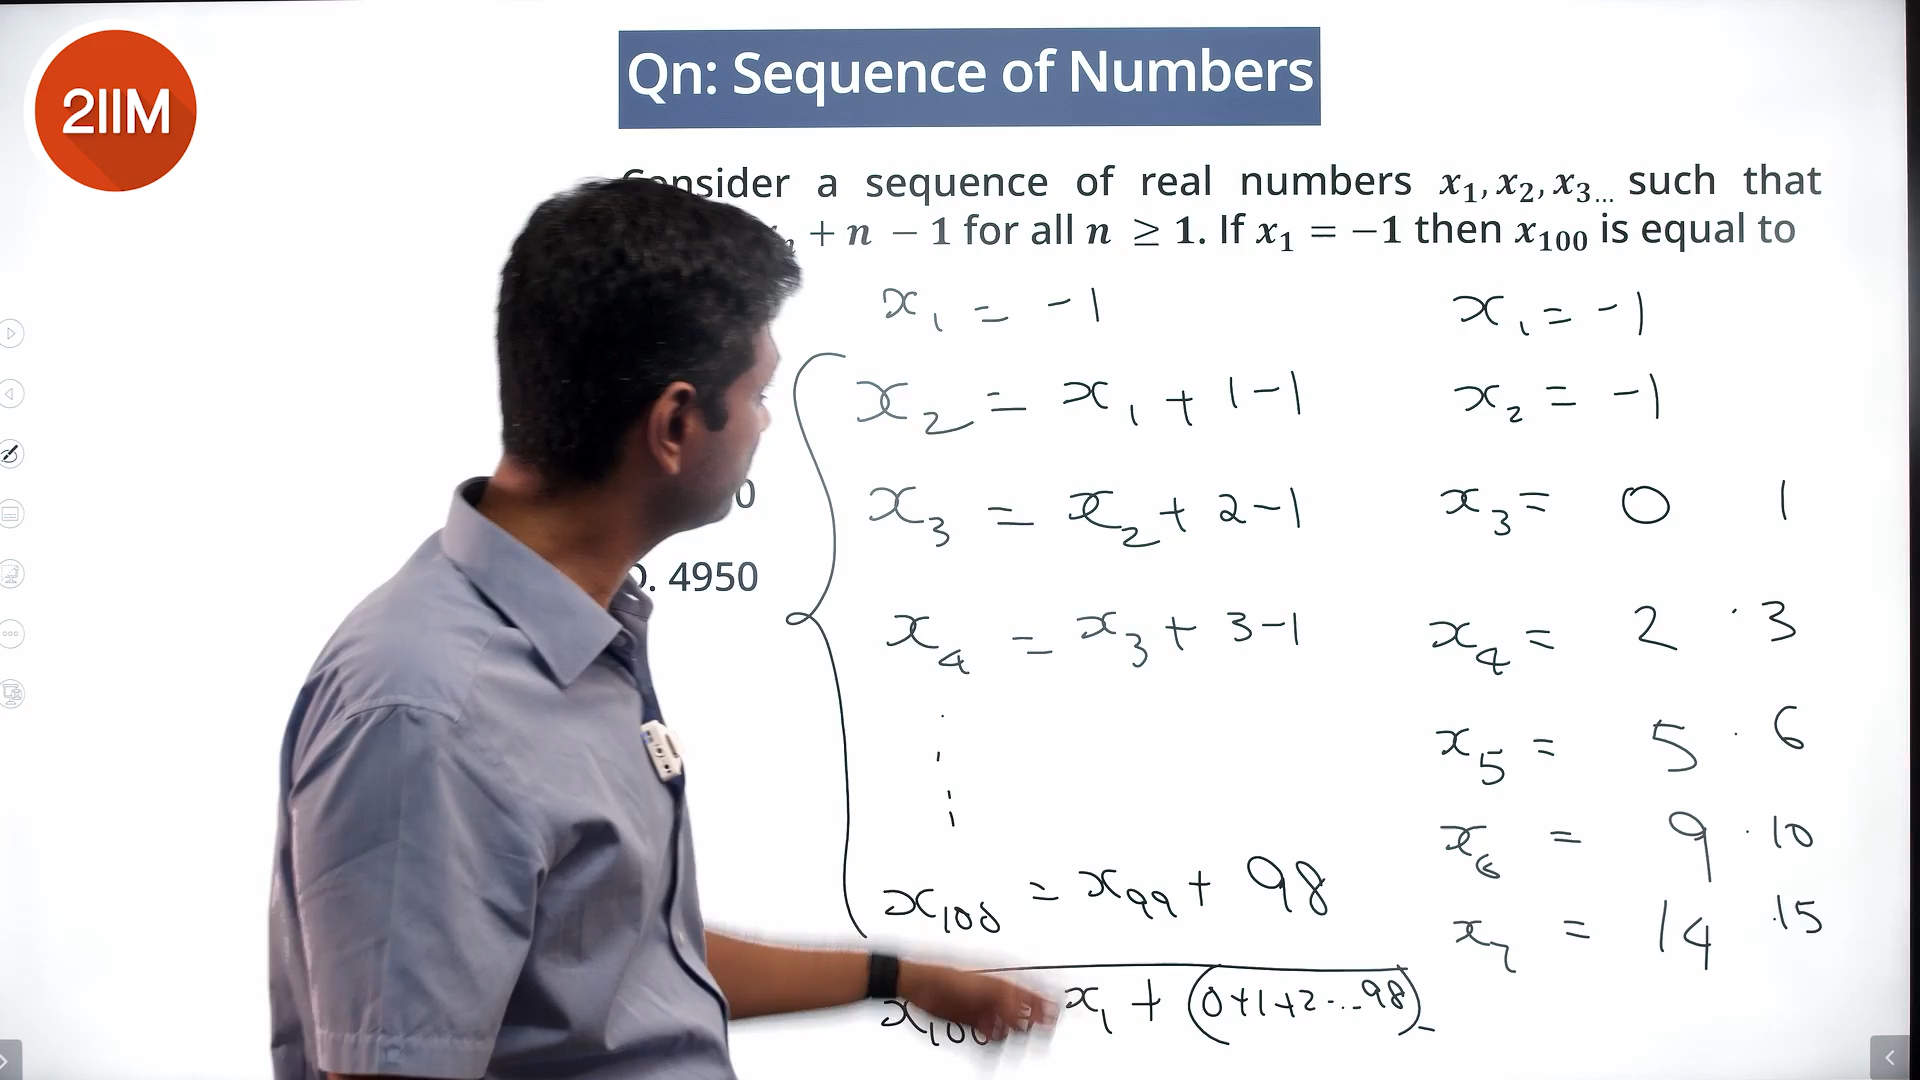 2IIM
Qn: Sequence of Numbers
Consider a sequence of real numbers x₁, x₂, x₃... such that
+ n − 1 for all n ≥ 1. If x₁ = −1 then x₁₀₀ is equal to
x₁ = −1
x₁ = −1
x₂ = x₁ + 1−1
x₂ = −1
0
x₃ = x₂ + 2−1
x₃ = 0 1
D. 4950
x₄ = x₃ + 3−1
x₄ = 2 · 3
x₅ = 5 · 6
x₆ = 9 · 10
x₁₀₀ = x₉₉ + 98
x₇ = 14 · 15
x₁₀₀ x₁ + (0+1+2...98)